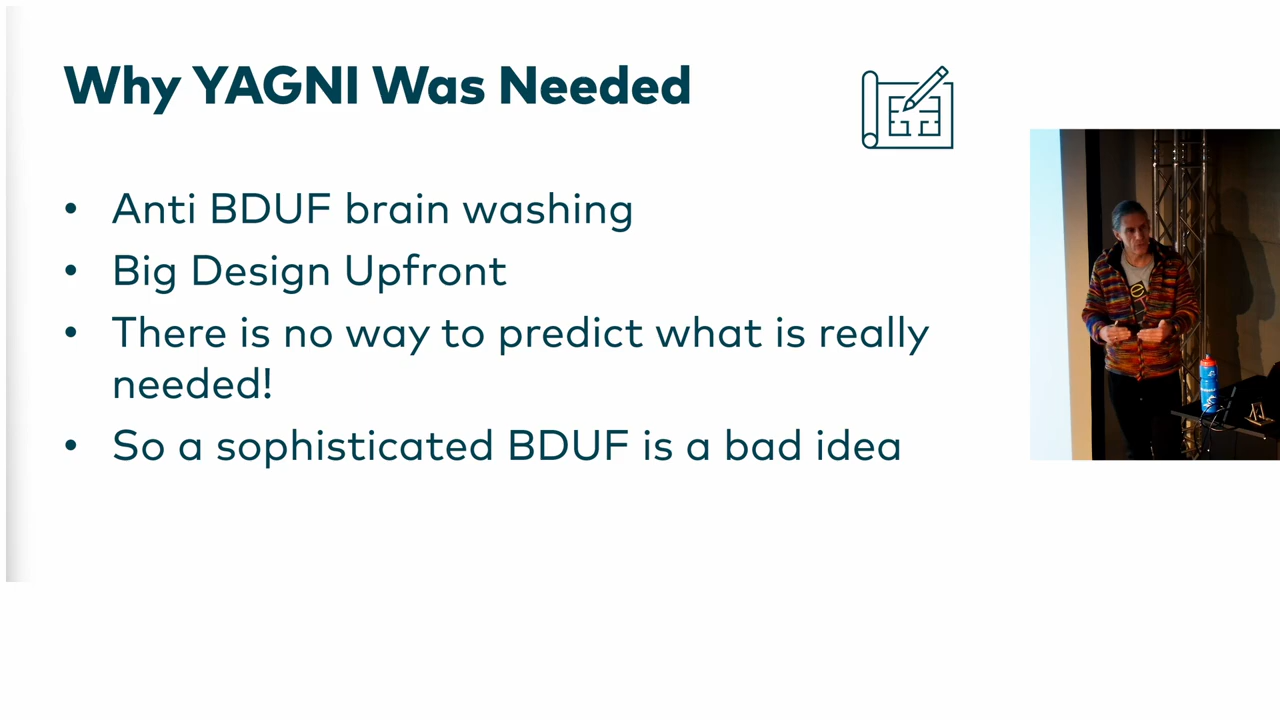 Why YAGNI Was Needed
• Anti BDUF brain washing
• Big Design Upfront
• There is no way to predict what is really
needed!
• So a sophisticated BDUF is a bad idea